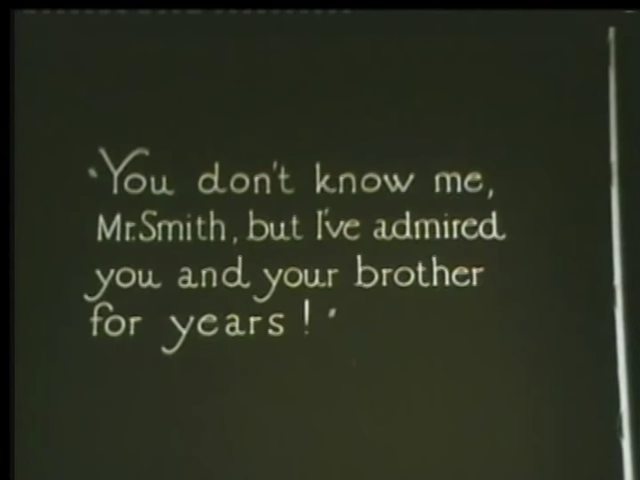 "You don't know me,
Mr. Smith, but I've admired
you and your brother
for years!"